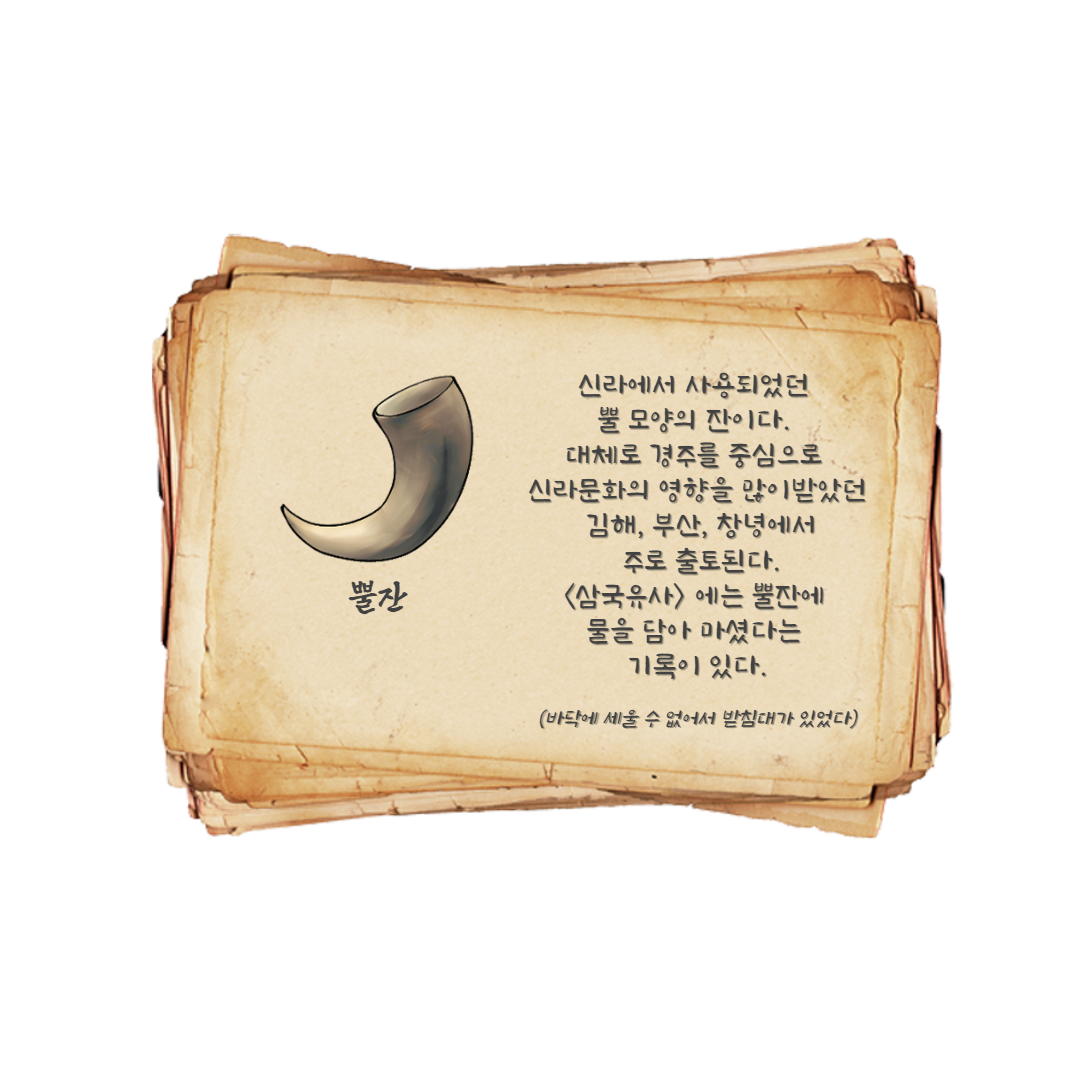 뿔잔
신라에서 사용되었던
뿔 모양의 잔이다.
대체로 경주를 중심으로
신라문화의 영향을 많이받았던
김해, 부산, 창녕에서
주로 출토된다.
<삼국유사> 에는 뿔잔에
물을 담아 마셨다는
기록이 있다.
(바닥에 세울 수 없어서 받침대가 있었다)